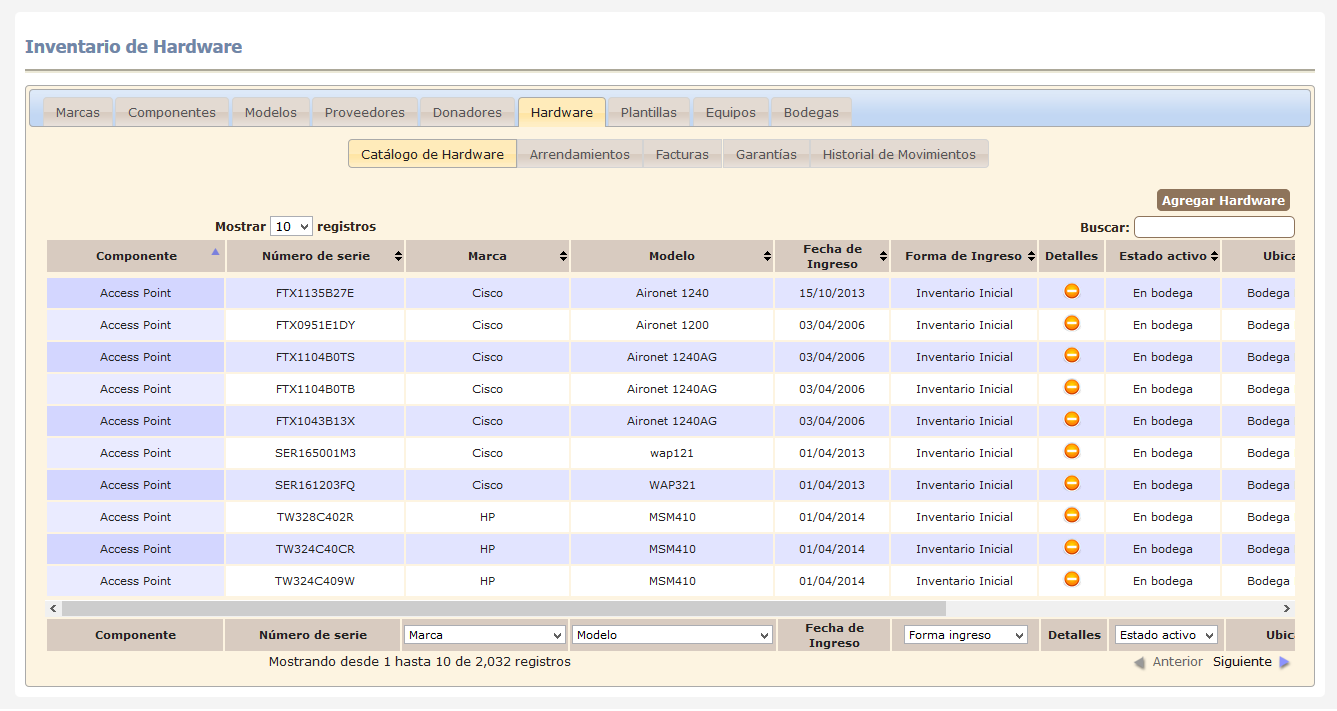 Inventario de Hardware
Marcas Componentes Modelos Proveedores Donadores Hardware Plantillas Equipos Bodegas
Catálogo de Hardware Arrendamientos Facturas Garantías Historial de Movimientos
Agregar Hardware
Mostrar 10 registros Buscar:
Componente Número de serie Marca Modelo Fecha de Ingreso Forma de Ingreso Detalles Estado activo Ubica
Access Point FTX1135B27E Cisco Aironet 1240 15/10/2013 Inventario Inicial En bodega Bodega
Access Point FTX0951E1DY Cisco Aironet 1200 03/04/2006 Inventario Inicial En bodega Bodega
Access Point FTX1104B0TS Cisco Aironet 1240AG 03/04/2006 Inventario Inicial En bodega Bodega
Access Point FTX1104B0TB Cisco Aironet 1240AG 03/04/2006 Inventario Inicial En bodega Bodega
Access Point FTX1043B13X Cisco Aironet 1240AG 03/04/2006 Inventario Inicial En bodega Bodega
Access Point SER165001M3 Cisco wap121 01/04/2013 Inventario Inicial En bodega Bodega
Access Point SER161203FQ Cisco WAP321 01/04/2013 Inventario Inicial En bodega Bodega
Access Point TW328C402R HP MSM410 01/04/2014 Inventario Inicial En bodega Bodega
Access Point TW324C40CR HP MSM410 01/04/2014 Inventario Inicial En bodega Bodega
Access Point TW324C409W HP MSM410 01/04/2014 Inventario Inicial En bodega Bodega
Componente Número de serie Marca Modelo Fecha de Ingreso Forma ingreso Detalles Estado activo Ubic
Mostrando desde 1 hasta 10 de 2,032 registros Anterior Siguiente